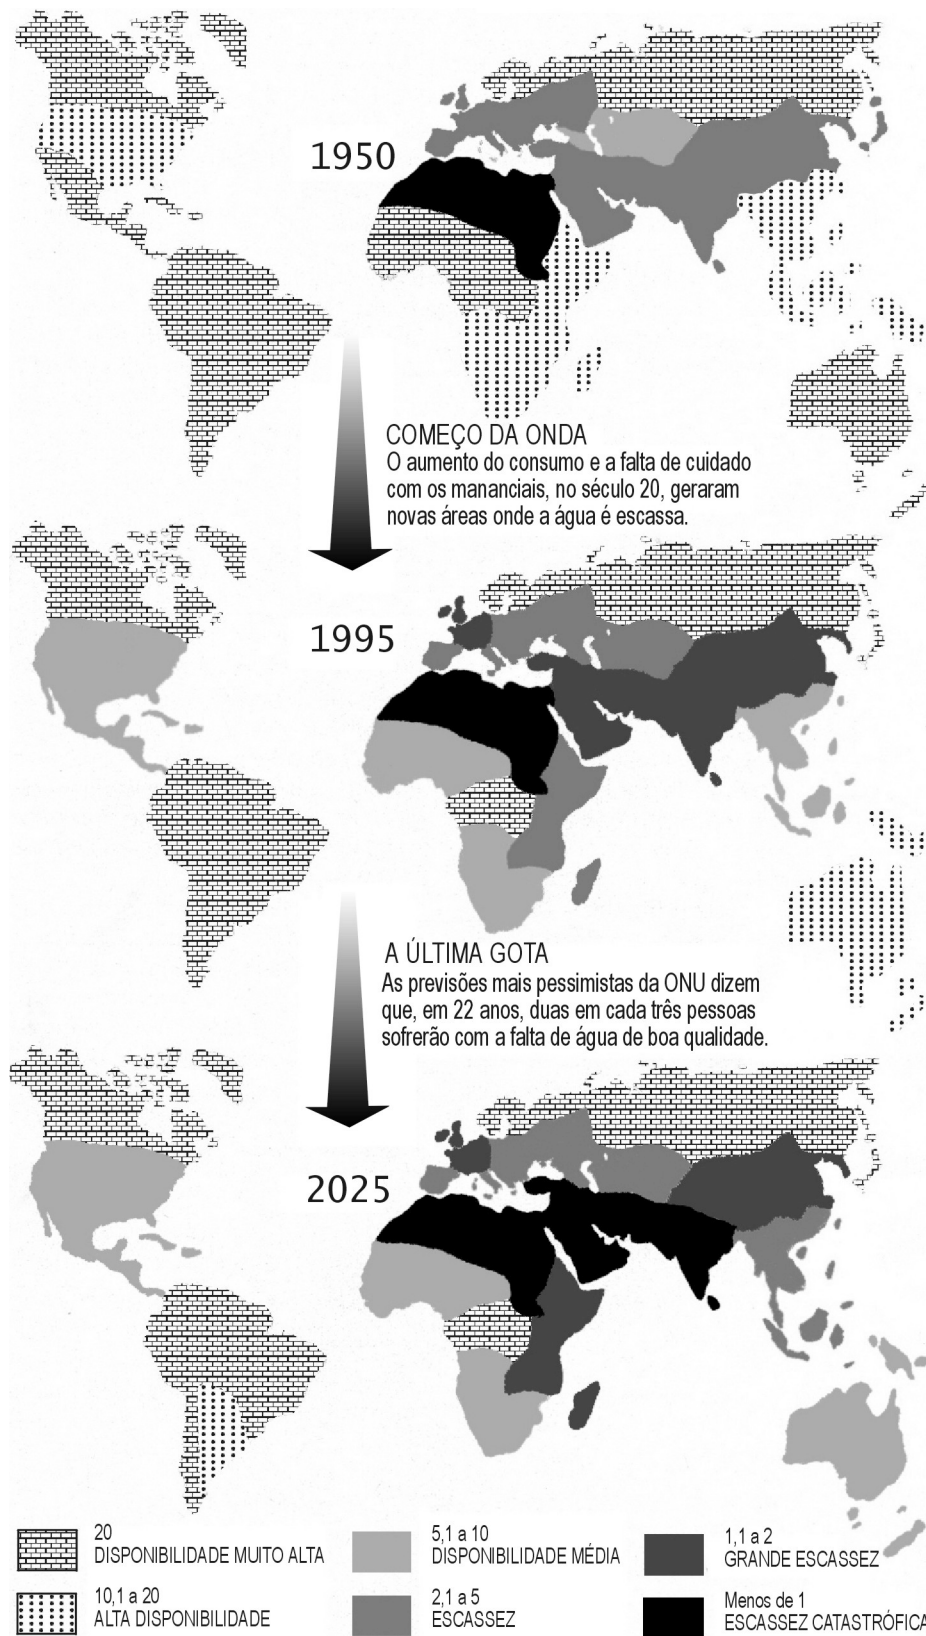 1950
COMEÇO DA ONDA
O aumento do consumo e a falta de cuidado
com os mananciais, no século 20, geraram
novas áreas onde a água é escassa.
1995
A ÚLTIMA GOTA
As previsões mais pessimistas da ONU dizem
que, em 22 anos, duas em cada três pessoas
sofrerão com a falta de água de boa qualidade.
2025
20
DISPONIBILIDADE MUITO ALTA
10,1 a 20
ALTA DISPONIBILIDADE
5,1 a 10
DISPONIBILIDADE MÉDIA
2,1 a 5
ESCASSEZ
1,1 a 2
GRANDE ESCASSEZ
Menos de 1
ESCASSEZ CATASTRÓFICA